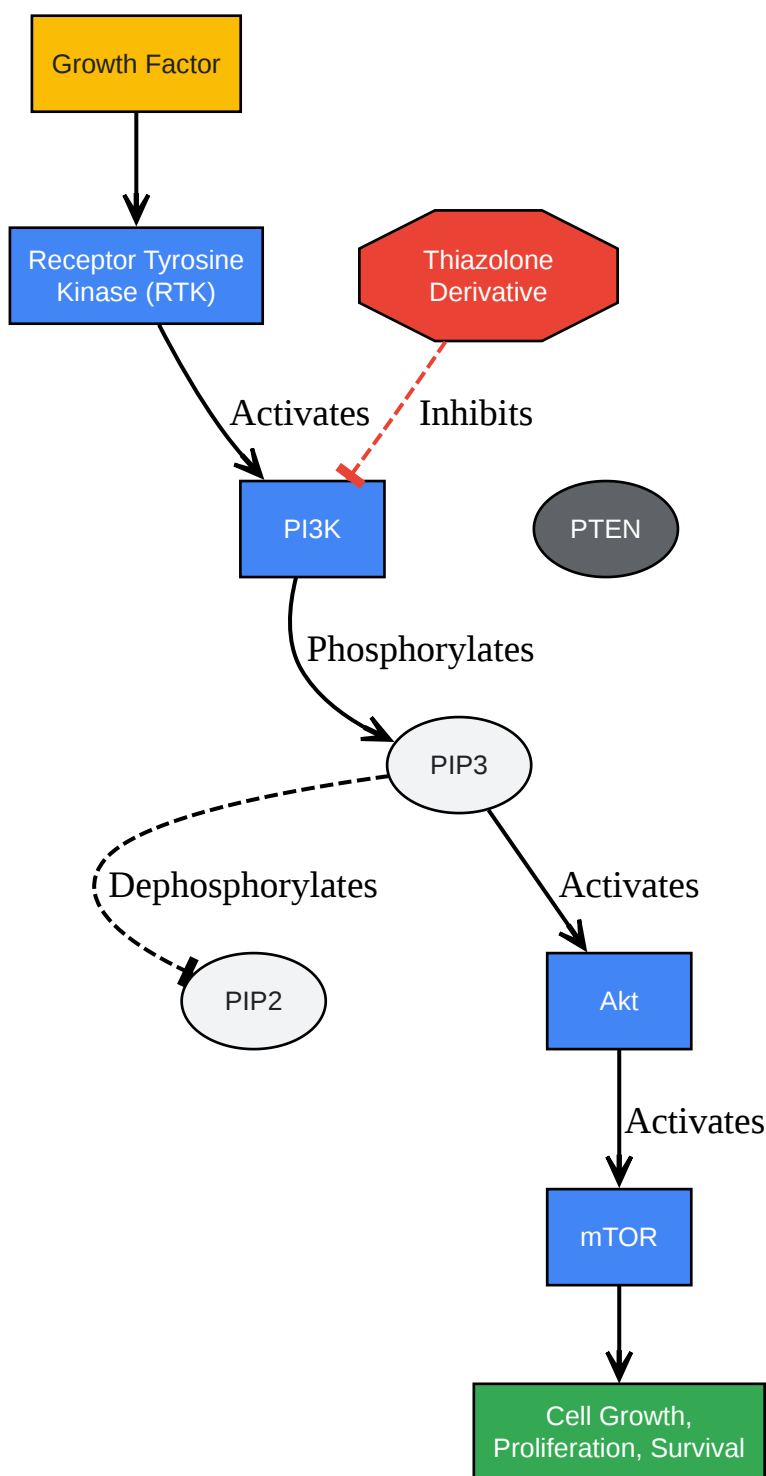 Growth Factor
Receptor Tyrosine
Kinase (RTK)
Thiazolone
Derivative
Activates
Inhibits
PI3K
PTEN
Phosphorylates
PIP3
Dephosphorylates
Activates
PIP2
Akt
Activates
mTOR
Cell Growth,
Proliferation, Survival